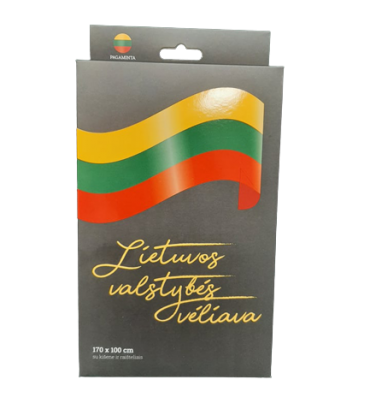 PAGAMINTA
Lietuvos
valstybės
vėliava
170 x 100 cm